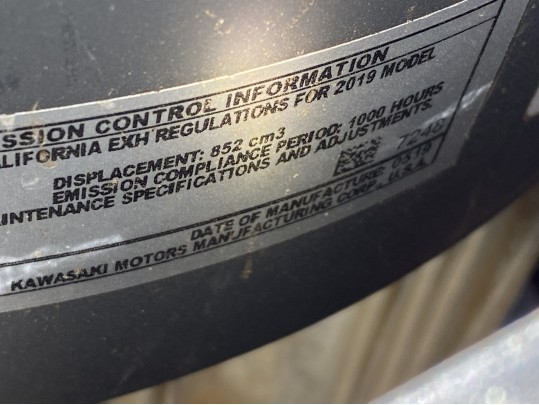 SSION CONTROL INFORMATION
ALIFORNIA EXH REGULATIONS FOR 2019 MODEL
DISPLACEMENT: 852 cm3
EMISSION COMPLIANCE PERIOD: 1000 HOURS
AINTENANCE SPECIFICATIONS AND ADJUSTMENTS.
DATE OF MANUFACTURE:
KAWASAKI MOTORS MANUFACTURING CORP., U.S.A.